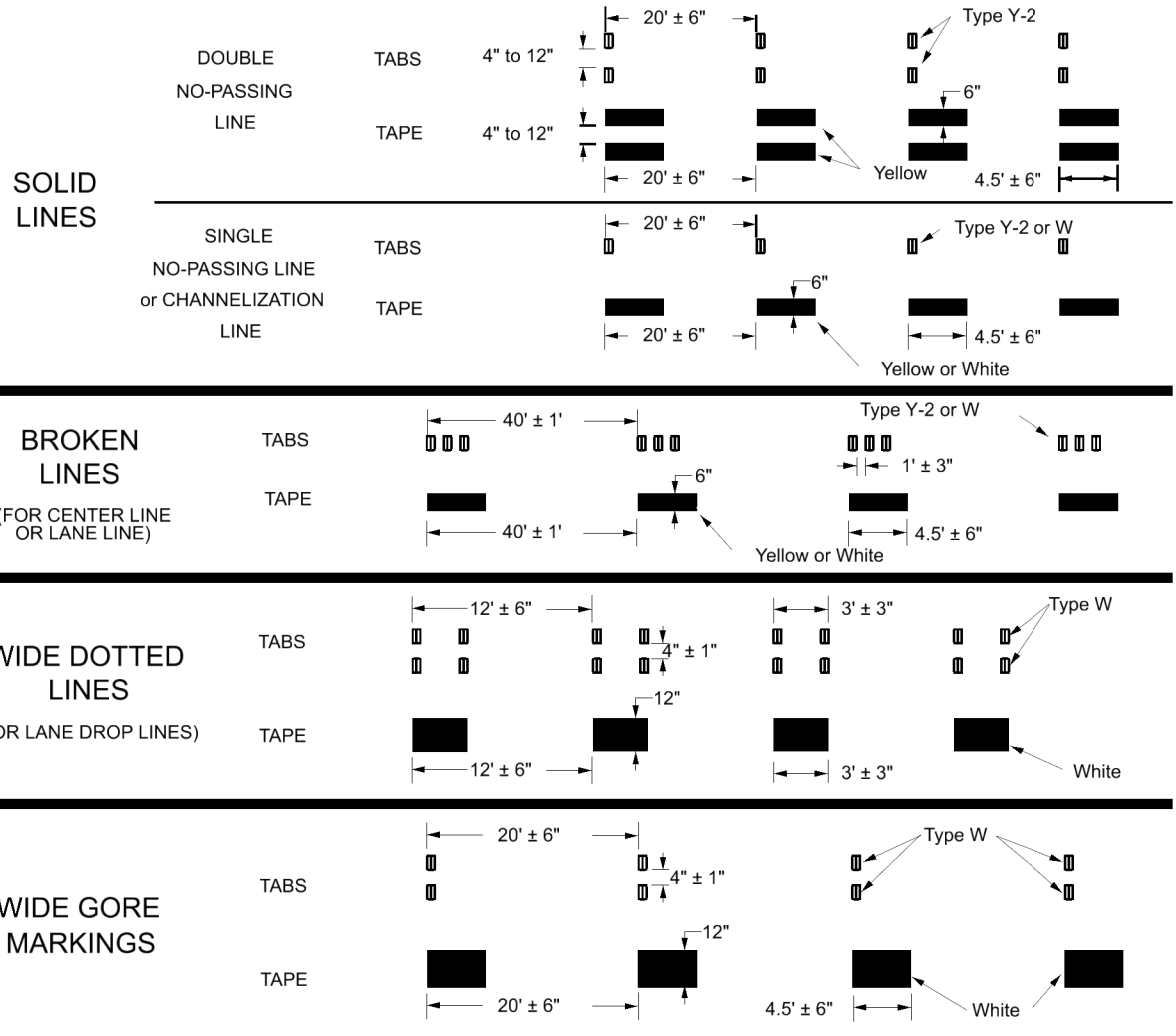 SOLID
LINES
DOUBLE
NO-PASSING
LINE
TABS
4" to 12"
20' ± 6"
Type Y-2
TAPE
4" to 12"
6"
Yellow
20' ± 6"
4.5' ± 6"
SINGLE
NO-PASSING LINE
or CHANNELIZATION
LINE
TABS
20' ± 6"
Type Y-2 or W
TAPE
6"
20' ± 6"
4.5' ± 6"
Yellow or White
BROKEN
LINES
(FOR CENTER LINE
OR LANE LINE)
TABS
40' ± 1'
Type Y-2 or W
1' ± 3"
TAPE
6"
40' ± 1'
4.5' ± 6"
Yellow or White
WIDE DOTTED
LINES
OR LANE DROP LINES)
TABS
12' ± 6"
3' ± 3"
Type W
4" ± 1"
TAPE
12"
12' ± 6"
3' ± 3"
White
WIDE GORE
MARKINGS
TABS
20' ± 6"
Type W
4" ± 1"
TAPE
12"
20' ± 6"
4.5' ± 6"
White